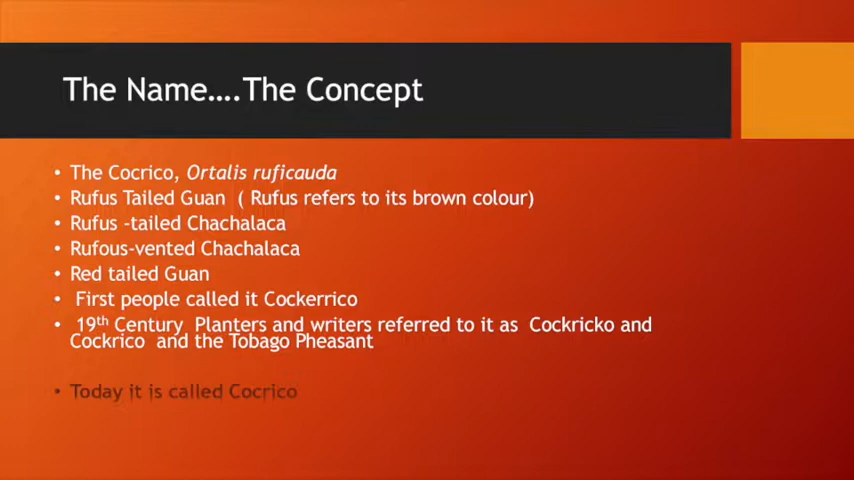 The Name....The Concept
• The Cocrico, Ortalis ruficauda
• Rufus Tailed Guan ( Rufus refers to its brown colour)
• Rufus -tailed Chachalaca
• Rufous-vented Chachalaca
• Red tailed Guan
• First people called it Cockerrico
• 19th Century Planters and writers referred to it as Cockricko and
Cockrico and the Tobago Pheasant
• Today it is called Cocrico